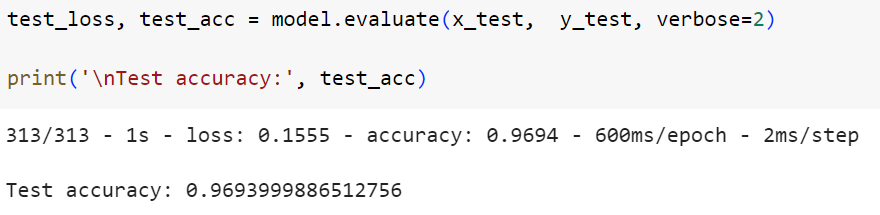 test_loss, test_acc = model.evaluate(x_test,  y_test, verbose=2)
print('\nTest accuracy:', test_acc)
313/313 - 1s - loss: 0.1555 - accuracy: 0.9694 - 600ms/epoch - 2ms/step
Test accuracy: 0.9693999886512756